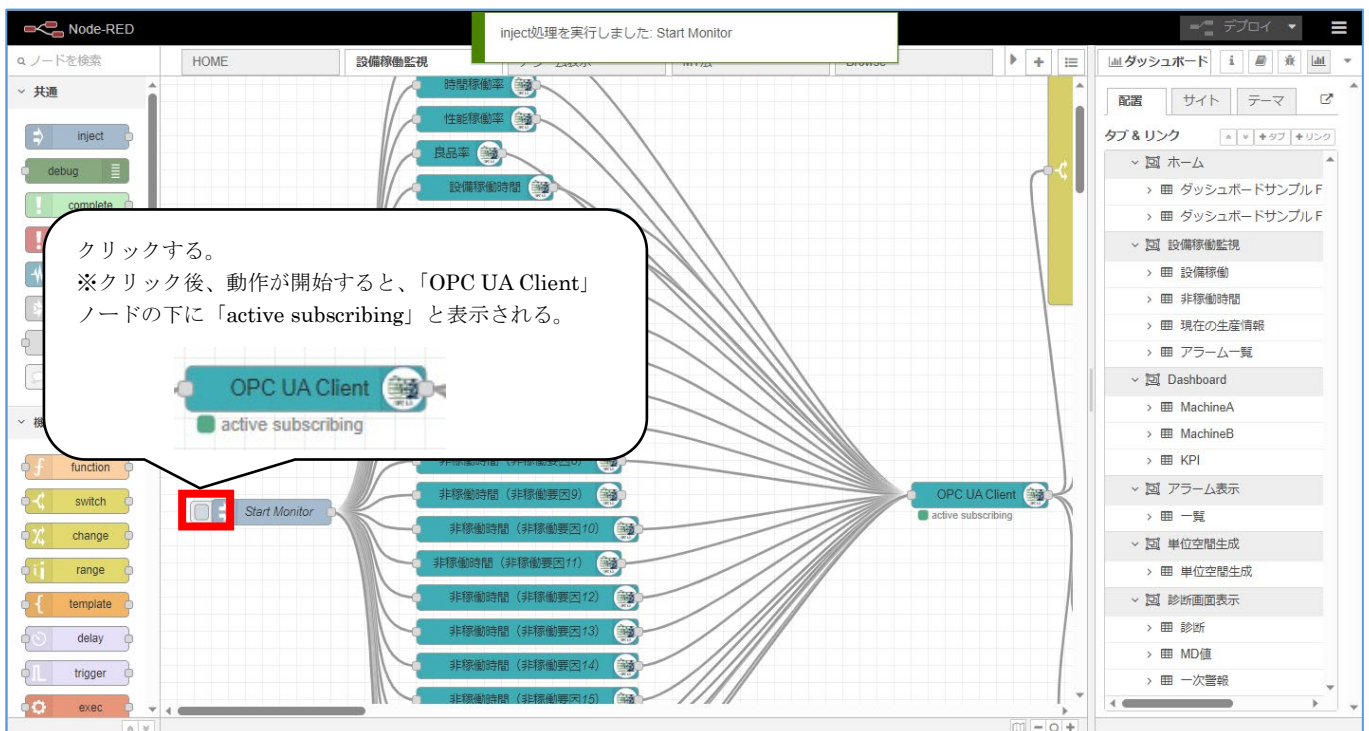 Node-RED
inject処理を実行しました: Start Monitor
デプロイ
ノードを検索
HOME
設備稼働監視
ダッシュボード
i
共通
inject
debug
complete
機
function
switch
change
range
template
delay
trigger
exec
時間稼働率
性能稼働率
良品率
設備稼働時間
クリックする。
※クリック後、動作が開始すると、「OPC UA Client」
ノードの下に「active subscribing」と表示される。
OPC UA Client
active subscribing
Start Monitor
非稼働時間（非稼働要因9）
非稼働時間（非稼働要因10）
非稼働時間（非稼働要因11）
非稼働時間（非稼働要因12）
非稼働時間（非稼働要因13）
非稼働時間（非稼働要因14）
非稼働時間（非稼働要因15）
OPC UA Client
active subscribing
配置
サイト
テーマ
タブ & リンク
+タブ
+リンク
ホーム
ダッシュボードサンプル F
ダッシュボードサンプル F
設備稼働監視
設備稼働
非稼働時間
現在の生産情報
アラーム一覧
Dashboard
MachineA
MachineB
KPI
アラーム表示
一覧
単位空間生成
単位空間生成
診断画面表示
診断
MD値
一次警報